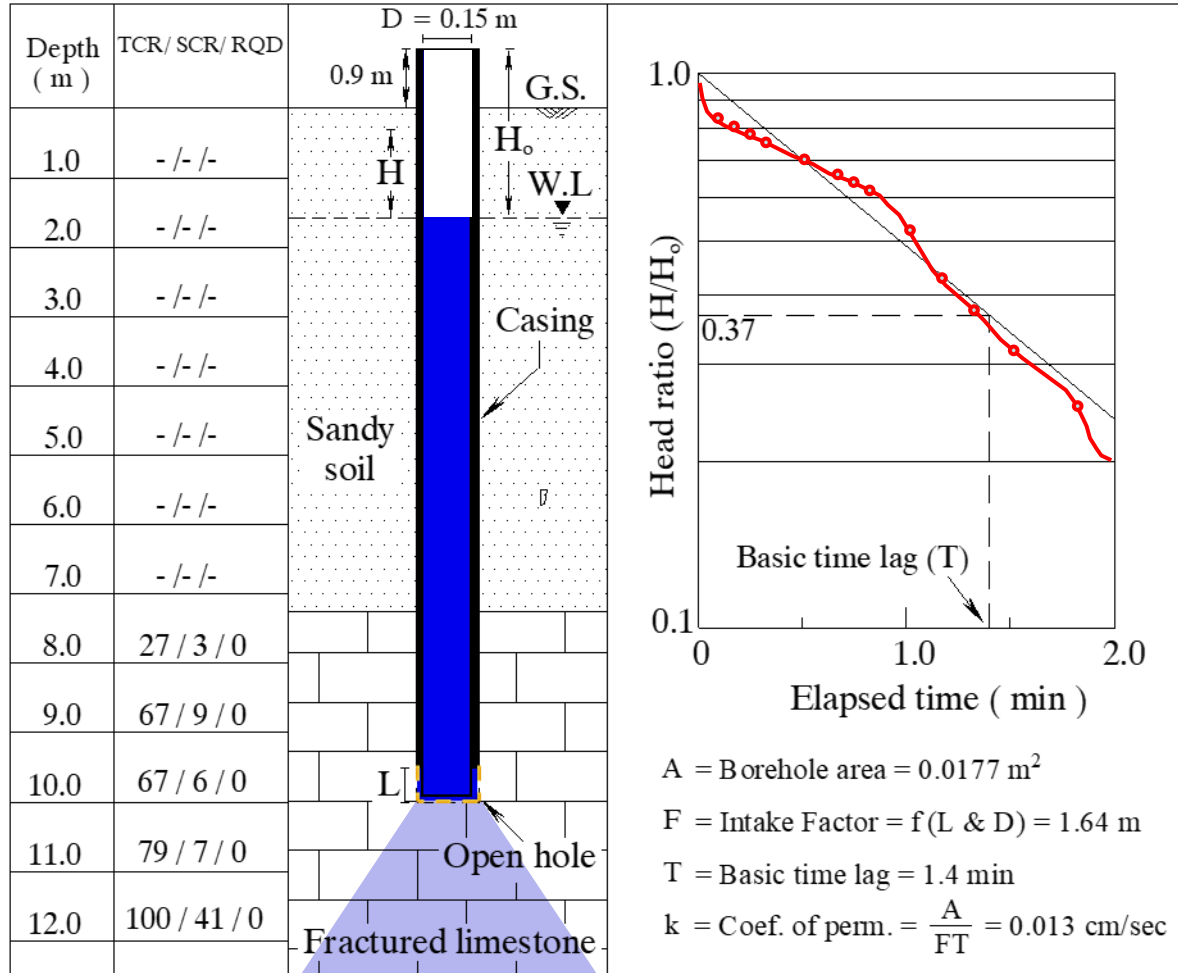 Depth
( m )
TCR/ SCR/ RQD
1.0 - /- /-
2.0 - /- /-
3.0 - /- /-
4.0 - /- /-
5.0 - /- /-
6.0 - /- /-
7.0 - /- /-
8.0 27 / 3 / 0
9.0 67 / 9 / 0
10.0 67 / 6 / 0
11.0 79 / 7 / 0
12.0 100 / 41 / 0
D = 0.15 m
0.9 m
G.S.
Hₒ
H
W.L
Casing
Sandy
soil
L
Open hole
Fractured limestone
1.0
Head ratio (H/Hₒ)
0.37
Basic time lag (T)
0.1
0 1.0 2.0
Elapsed time ( min )
A = Borehole area = 0.0177 m²
F = Intake Factor = f (L & D) = 1.64 m
T = Basic time lag = 1.4 min
k = Coef. of perm. = A/FT = 0.013 cm/sec